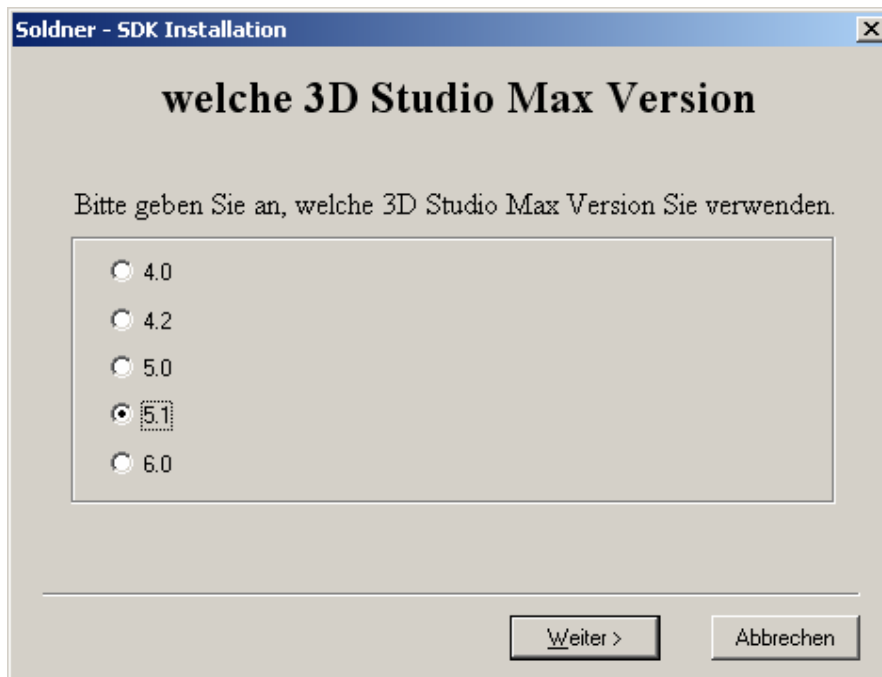 Soldner - SDK Installation
welche 3D Studio Max Version
Bitte geben Sie an, welche 3D Studio Max Version Sie verwenden.
4.0
4.2
5.0
5.1
6.0
Weiter > Abbrechen